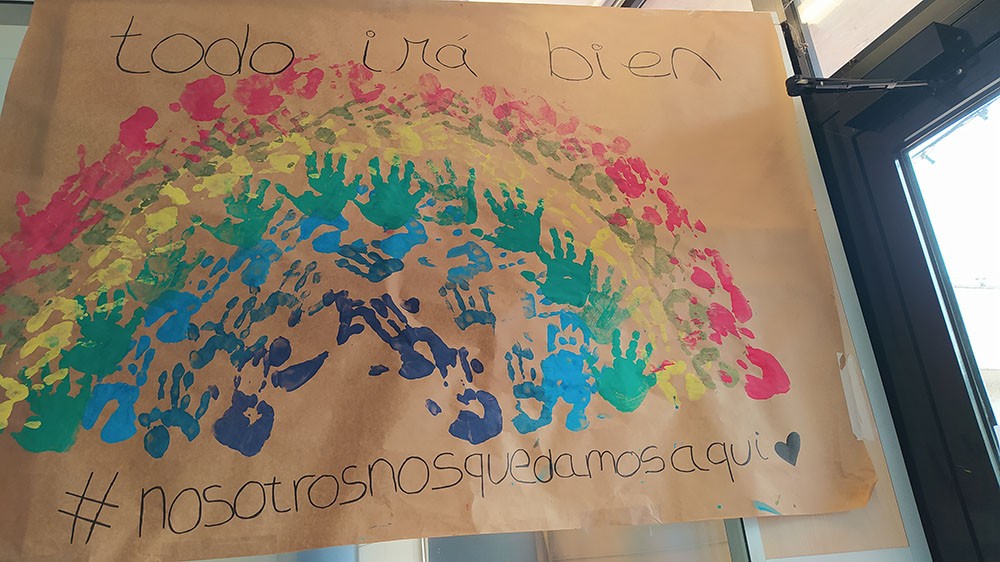 todo irá bien
#nosotrosnosquedamosaqui♥